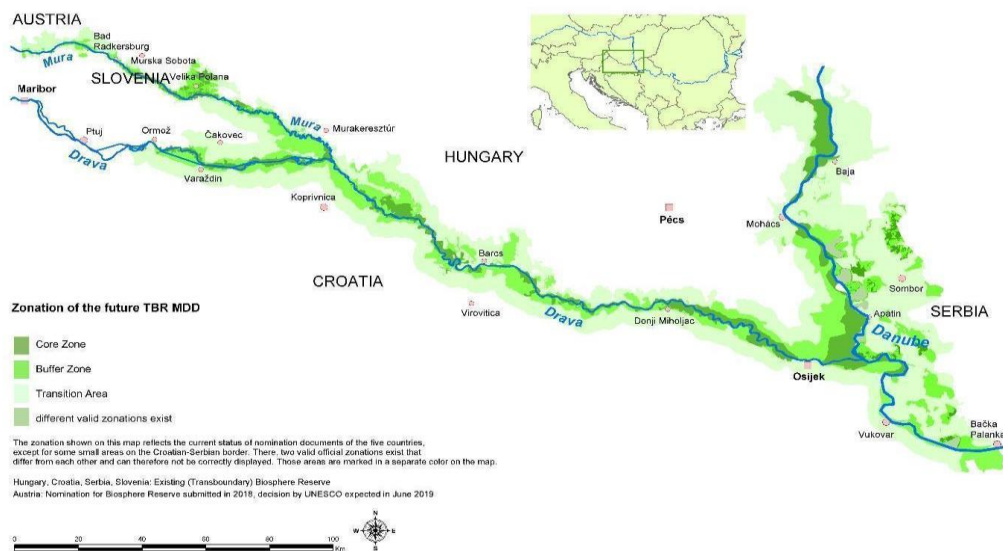 AUSTRIA
Bad
Radkersburg
Mura
Murska Sobota
SLOVENIA
Velika Polana
Maribor
Ptuj
Ormož
Čakovec
Mura
Murakeresztúr
Drava
Varaždin
HUNGARY
Koprivnica
Pécs
Baja
Mohács
Barcs
CROATIA
Sombor
Virovitica
Drava
Donji Miholjac
Apatin
SERBIA
Danube
Osijek
Vukovar
Bačka
Palanka
Zonation of the future TBR MDD
Core Zone
Buffer Zone
Transition Area
different valid zonations exist
The zonation shown on this map reflects the current status of nomination documents of the five countries,
except for some small areas on the Croatian-Serbian border. There, two valid official zonations exist that
differ from each other and can therefore not be correctly displayed. Those areas are marked in a separate color on the map.
Hungary, Croatia, Serbia, Slovenia: Existing (Transboundary) Biosphere Reserve
Austria: Nomination for Biosphere Reserve submitted in 2018, decision by UNESCO expected in June 2019
N
W E
S
0 20 40 60 80 100
Km